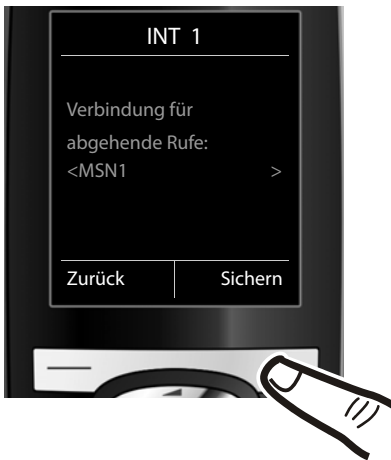 INT 1
Verbindung für
abgehende Rufe:
<MSN1 >
Zurück Sichern